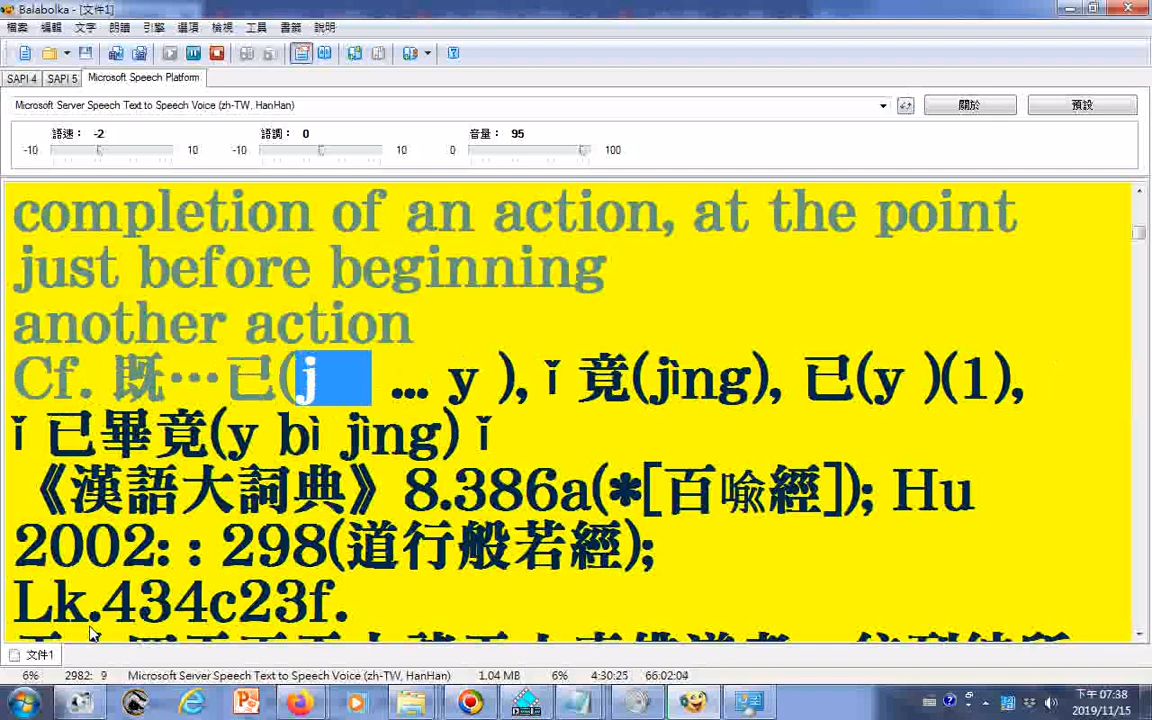 Balabolka - [文件1]
檔案 編輯 文字 朗讀 引擎 選項 檢視 工具 書籤 說明
SAPI 4 SAPI 5 Microsoft Speech Platform
Microsoft Server Speech Text to Speech Voice (zh-TW, HanHan) 關於 預設
語速： -2 語調： 0 音量： 95
-10 10 -10 10 0 100
completion of an action, at the point
just before beginning
another action
Cf. 既…已(j ... y ), ǐ 竟(jìng), 已(y )(1),
ǐ 已畢竟(y bì jìng) ǐ
《漢語大詞典》8.386a(*[百喩經]); Hu
2002: : 298(道行般若經);
Lk.434c23f.
文件1
6% 2982: 9 Microsoft Server Speech Text to Speech Voice (zh-TW, HanHan) 1.04 MB 6% 4:30:25 66:02:04
下午 07:38
2019/11/15